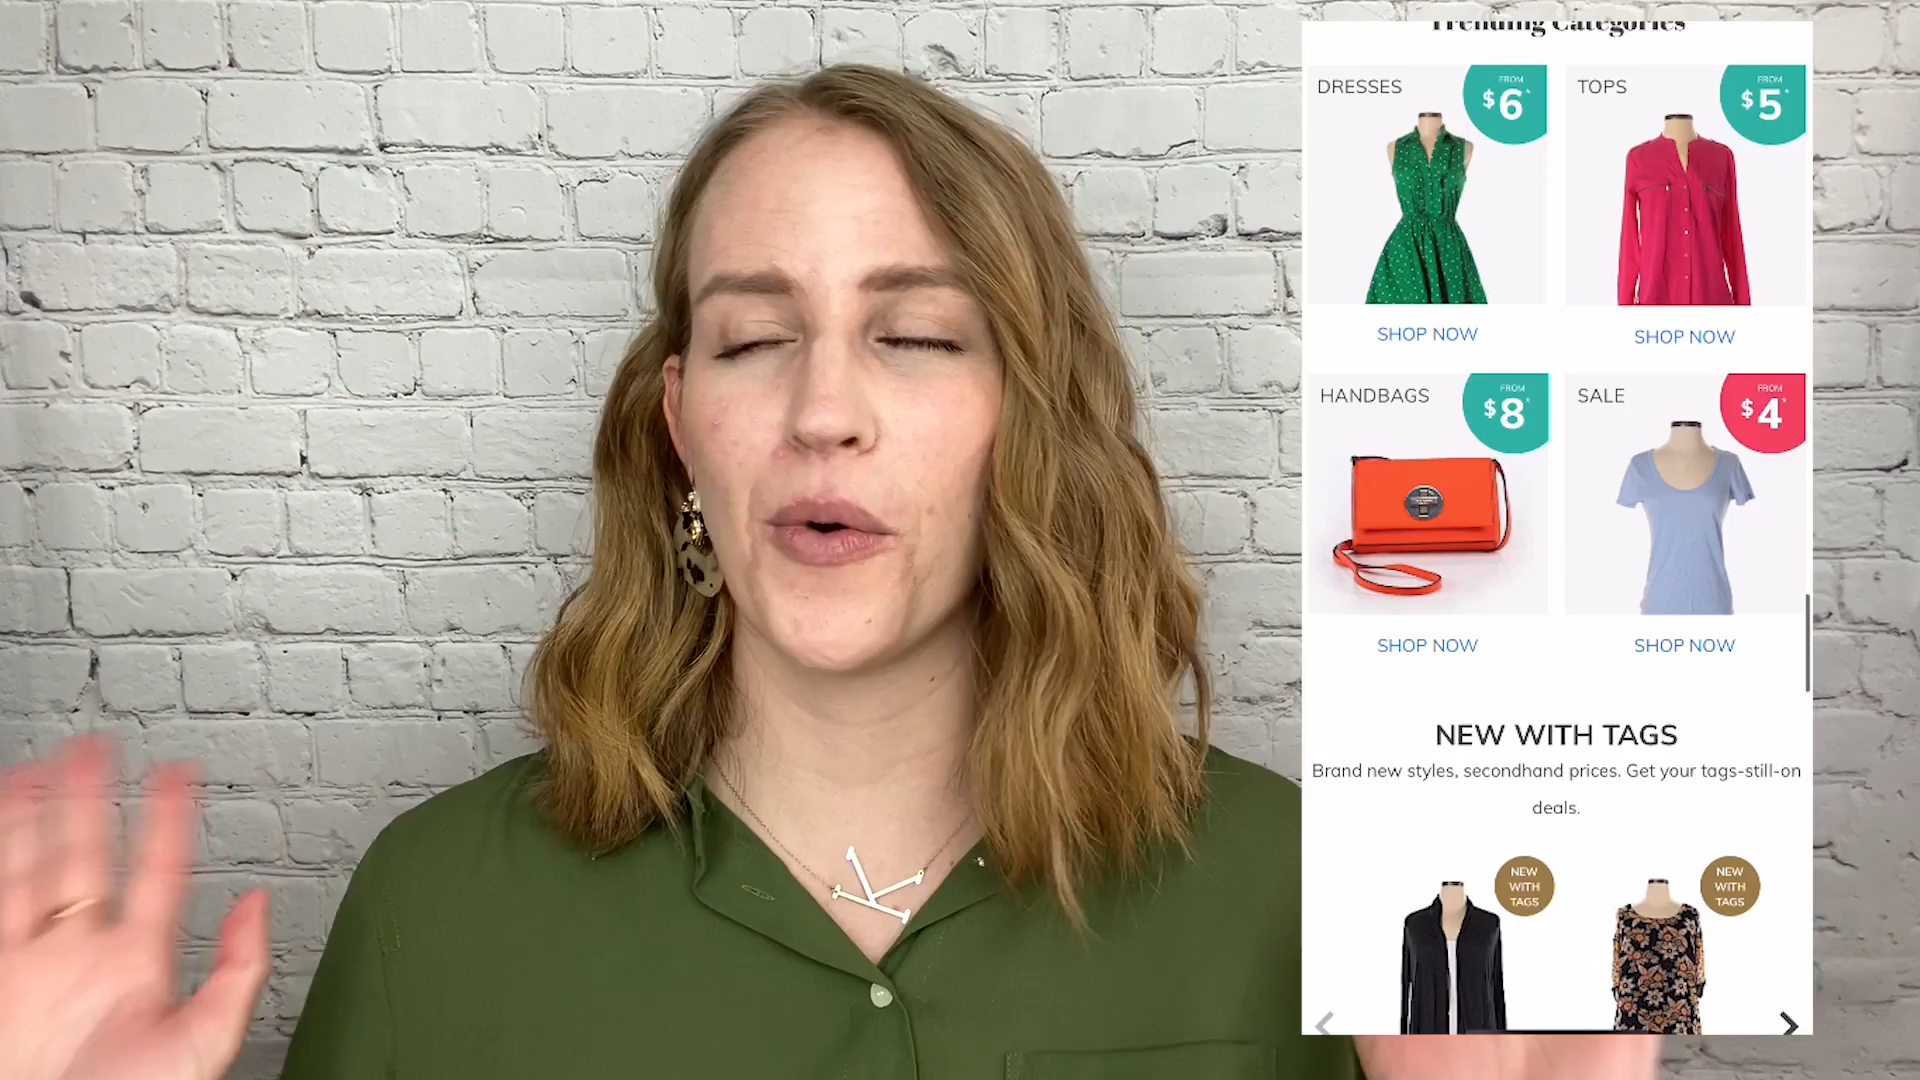 Trending Categories
DRESSES
FROM
$6*
TOPS
FROM
$5*
SHOP NOW
SHOP NOW
HANDBAGS
FROM
$8*
SALE
FROM
$4*
SHOP NOW
SHOP NOW
NEW WITH TAGS
Brand new styles, secondhand prices. Get your tags-still-on
deals.
NEW
WITH
TAGS
NEW
WITH
TAGS
K